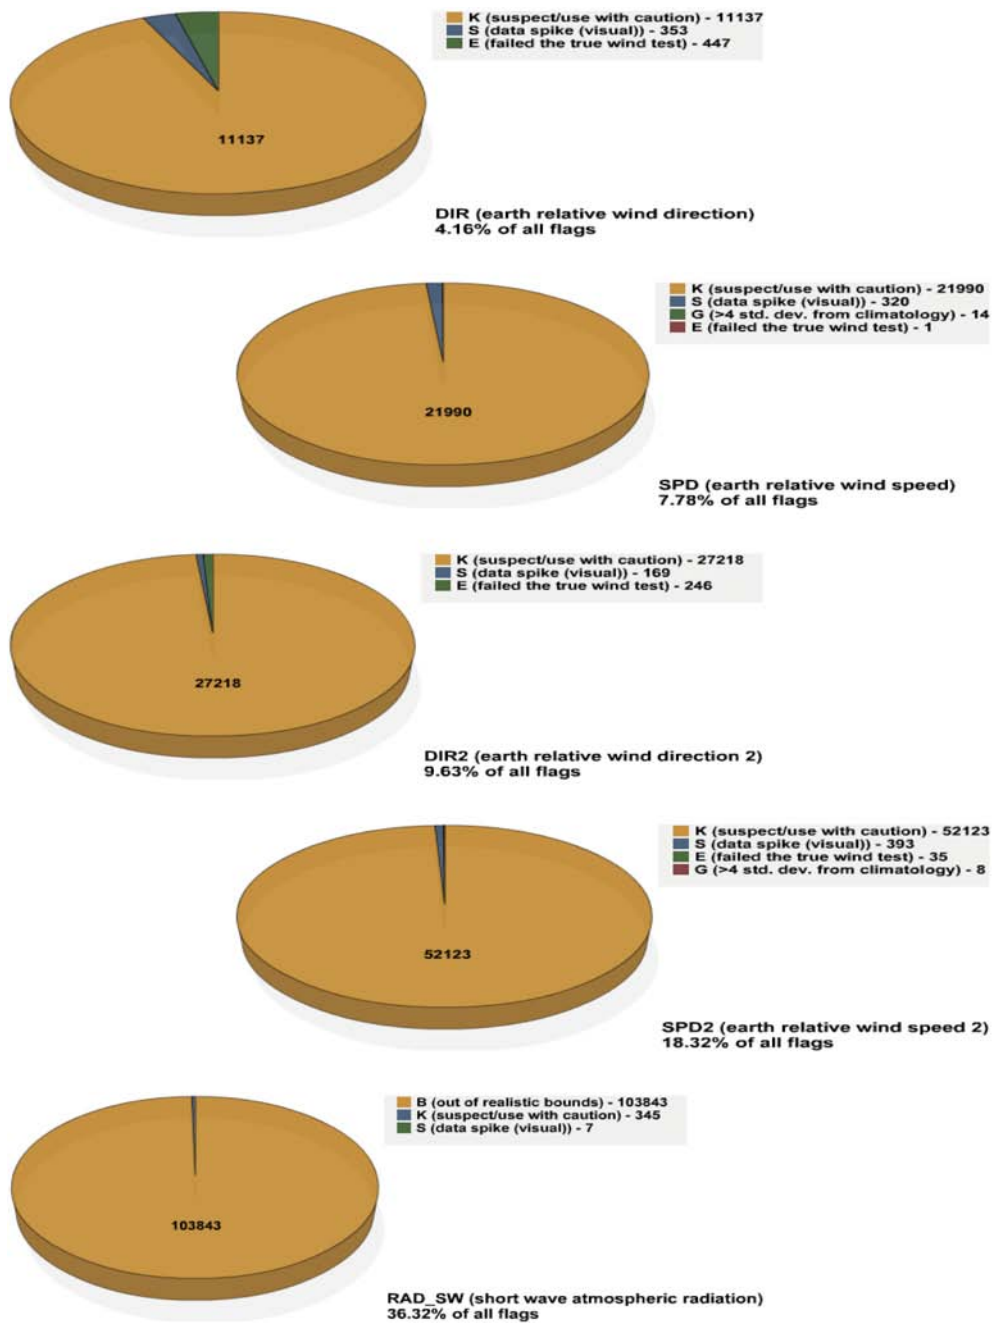 K (suspect/use with caution) - 11137
S (data spike (visual)) - 353
E (failed the true wind test) - 447
11137
DIR (earth relative wind direction)
4.16% of all flags
K (suspect/use with caution) - 21990
S (data spike (visual)) - 320
G (>4 std. dev. from climatology) - 14
E (failed the true wind test) - 1
21990
SPD (earth relative wind speed)
7.78% of all flags
K (suspect/use with caution) - 27218
S (data spike (visual)) - 169
E (failed the true wind test) - 246
27218
DIR2 (earth relative wind direction 2)
9.63% of all flags
K (suspect/use with caution) - 52123
S (data spike (visual)) - 393
E (failed the true wind test) - 35
G (>4 std. dev. from climatology) - 8
52123
SPD2 (earth relative wind speed 2)
18.32% of all flags
B (out of realistic bounds) - 103843
K (suspect/use with caution) - 345
S (data spike (visual)) - 7
103843
RAD_SW (short wave atmospheric radiation)
36.32% of all flags